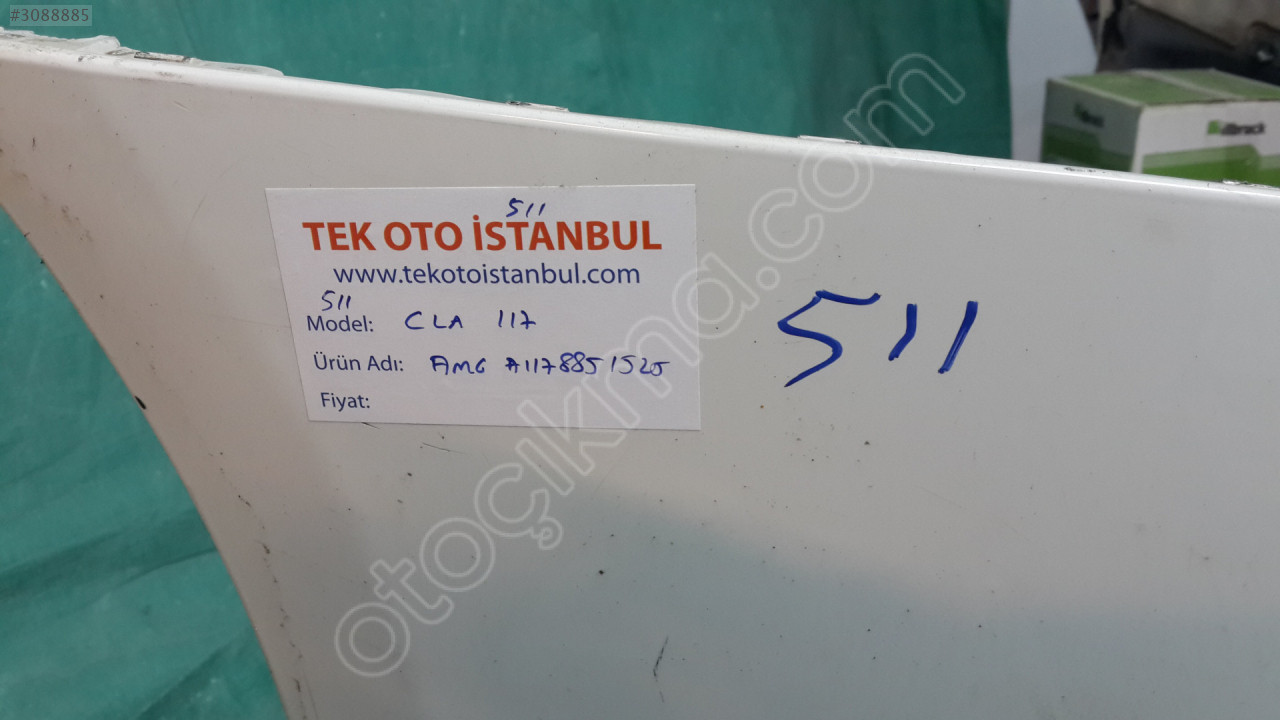 #3088885
511
TEK OTO İSTANBUL
www.tekotoistanbul.com
511
Model: CLA 117
Ürün Adı: AMG A1178851525
Fiyat:
511
otoçıkma.com